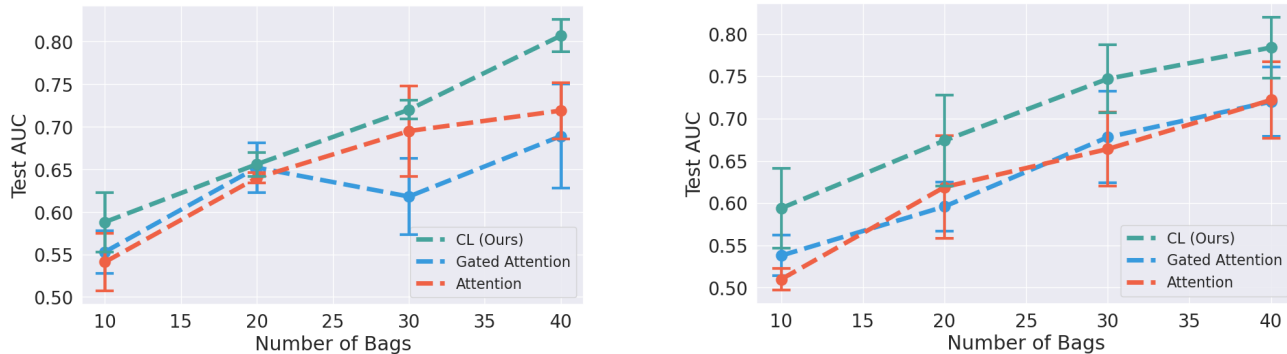 Test AUC
0.80
0.75
0.70
0.65
0.60
0.55
0.50
10
15
20
25
30
35
40
Number of Bags
CL (Ours)
Gated Attention
Attention
Test AUC
0.80
0.75
0.70
0.65
0.60
0.55
0.50
10
15
20
25
30
35
40
Number of Bags
CL (Ours)
Gated Attention
Attention